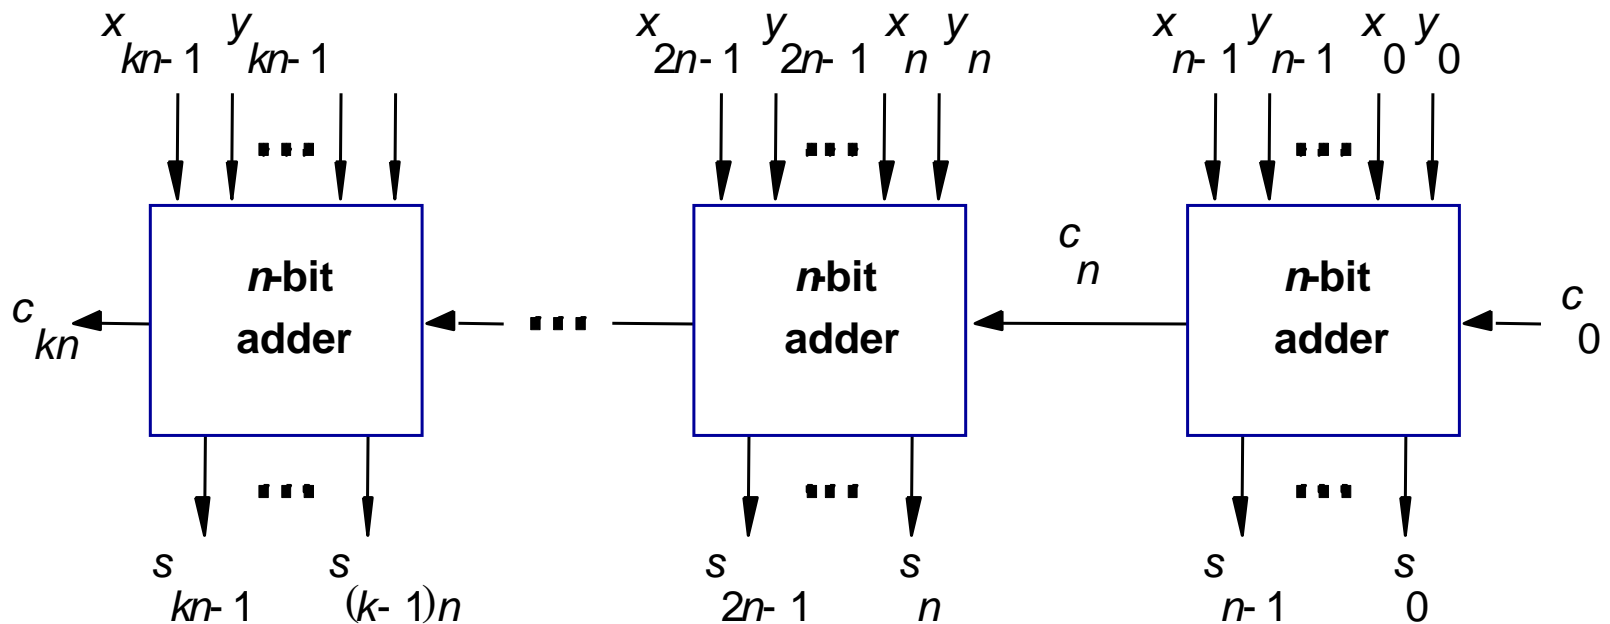 x kn-1 y kn-1 x 2n-1 y 2n-1 x n y n x n-1 y n-1 x 0 y 0
n-bit adder
n-bit adder
n-bit adder
c kn
c n
c 0
s kn-1 s (k-1)n s 2n-1 s n s n-1 s 0